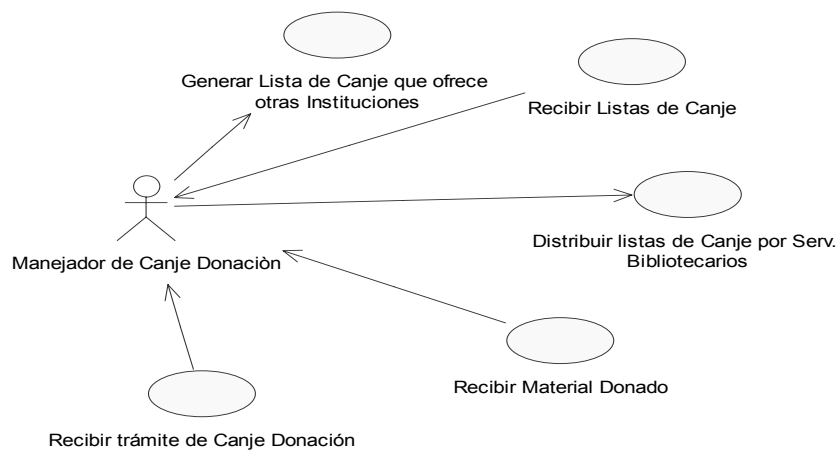 Generar Lista de Canje que ofrece
otras Instituciones
Recibir Listas de Canje
Distribuir listas de Canje por Serv.
Bibliotecarios
Manejador de Canje Donaciòn
Recibir Material Donado
Recibir trámite de Canje Donación